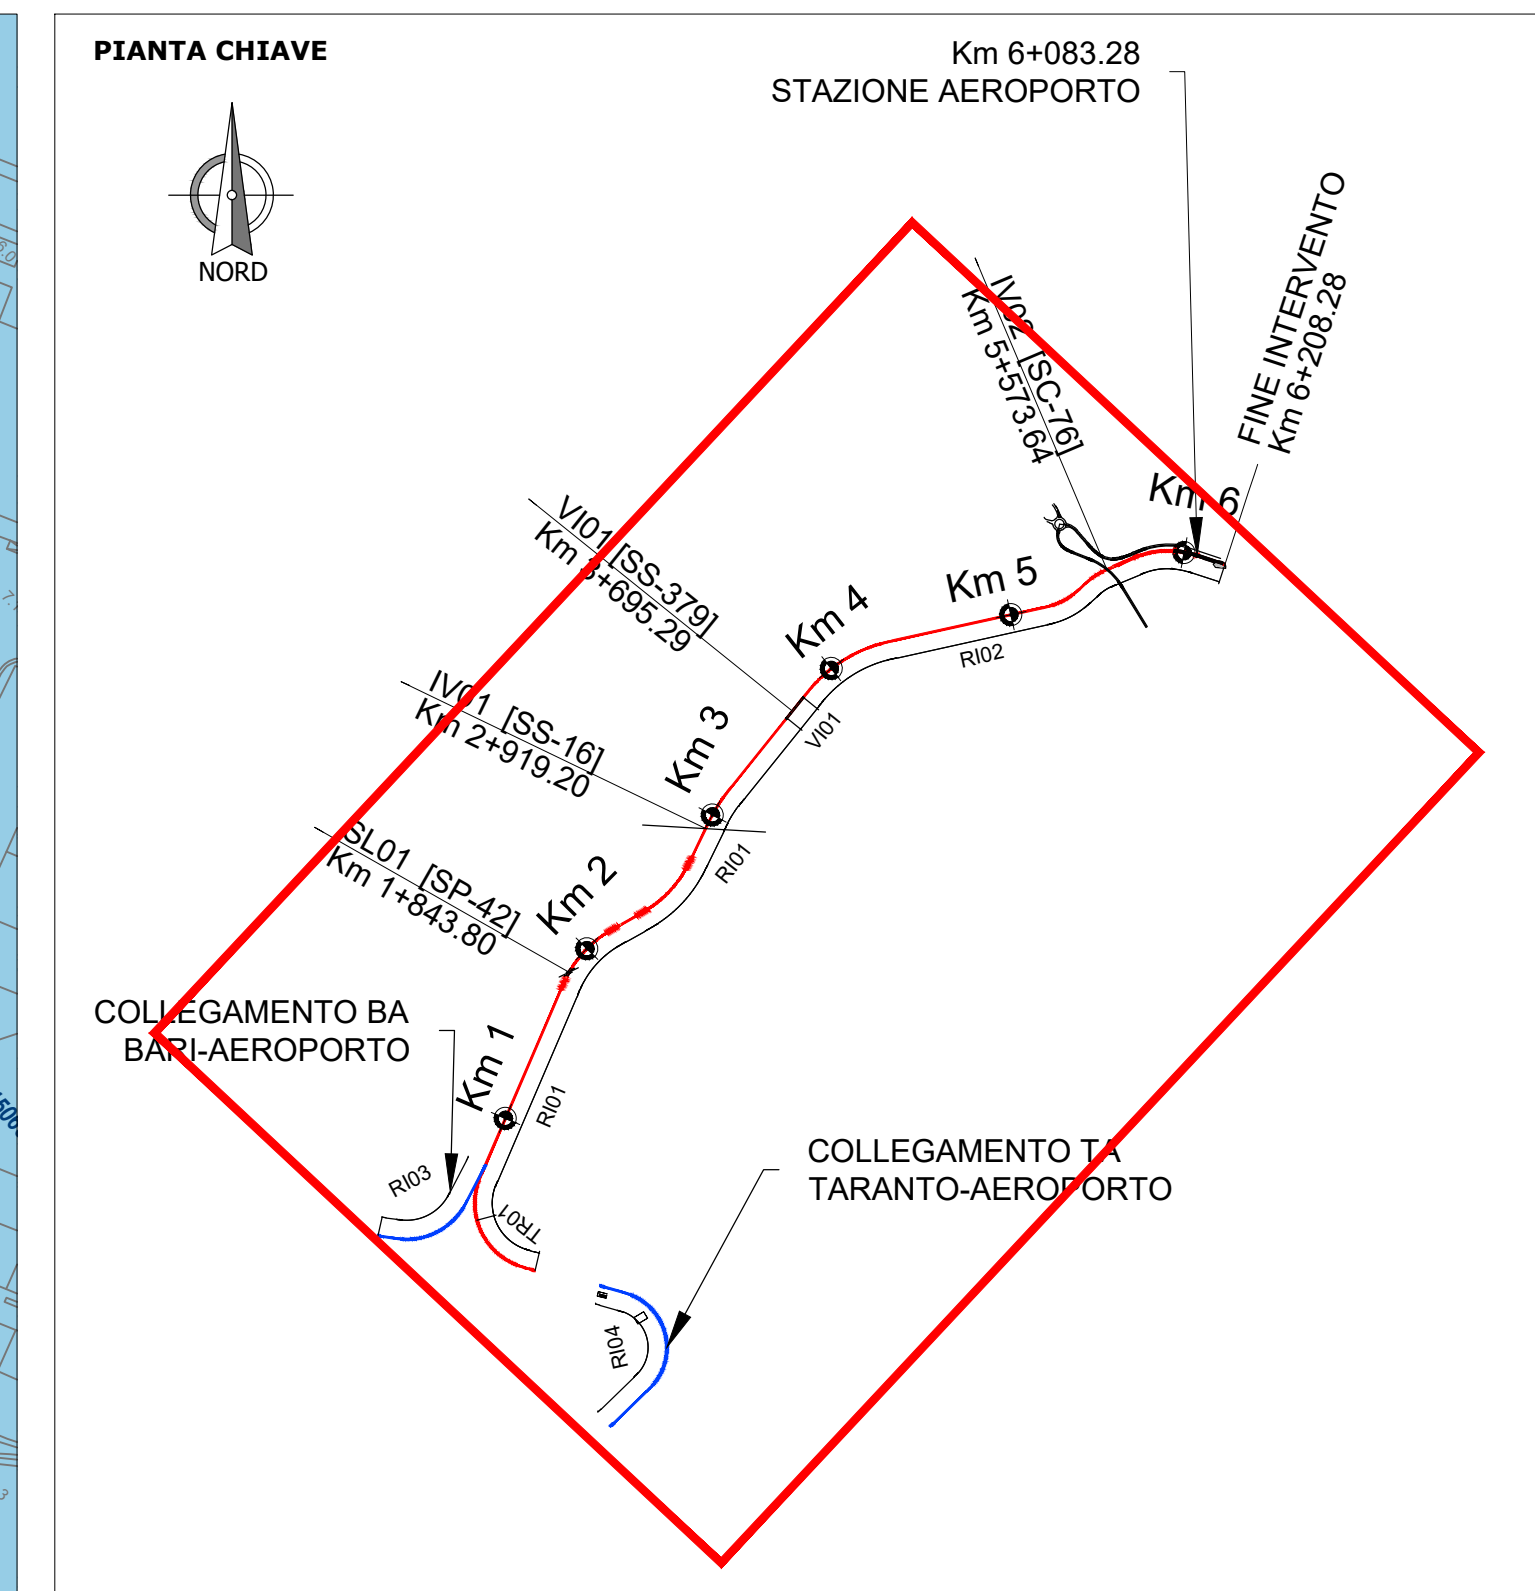 PIANTA CHIAVE
NORD
Km 6+083.28
STAZIONE AEROPORTO
FINE INTERVENTO
Km 6+208.28
IV02 [SC-76]
Km 5+573.64
Km 6
VI01 [SS-379]
Km 3+695.29
Km 5
Km 4
RI02
IV01 [SS-16]
Km 2+919.20
VI01
Km 3
SL01 [SP-42]
Km 1+843.80
RI01
Km 2
COLLEGAMENTO BA
BARI-AEROPORTO
Km 1
RI01
RI03
TR01
COLLEGAMENTO TA
TARANTO-AEROPORTO
RI04